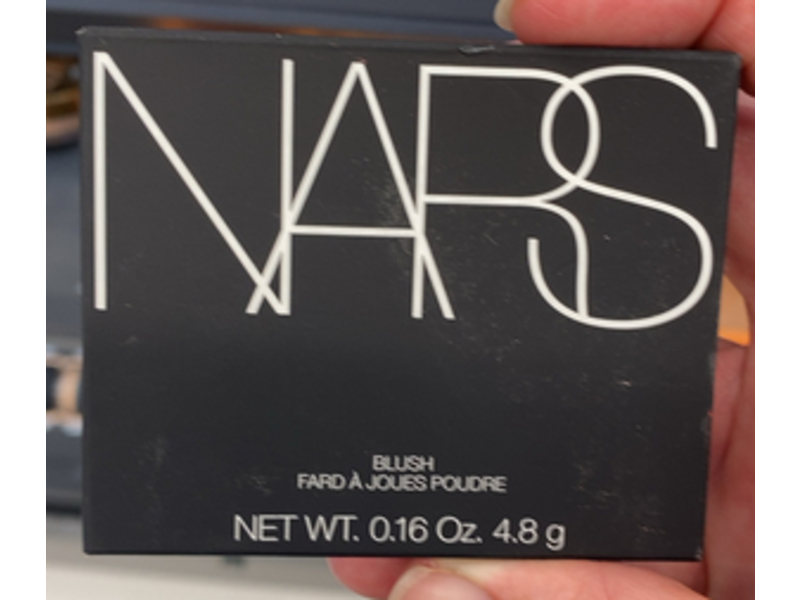 NARS
BLUSH
FARD À JOUES POUDRE
NET WT. 0.16 Oz. 4.8 g